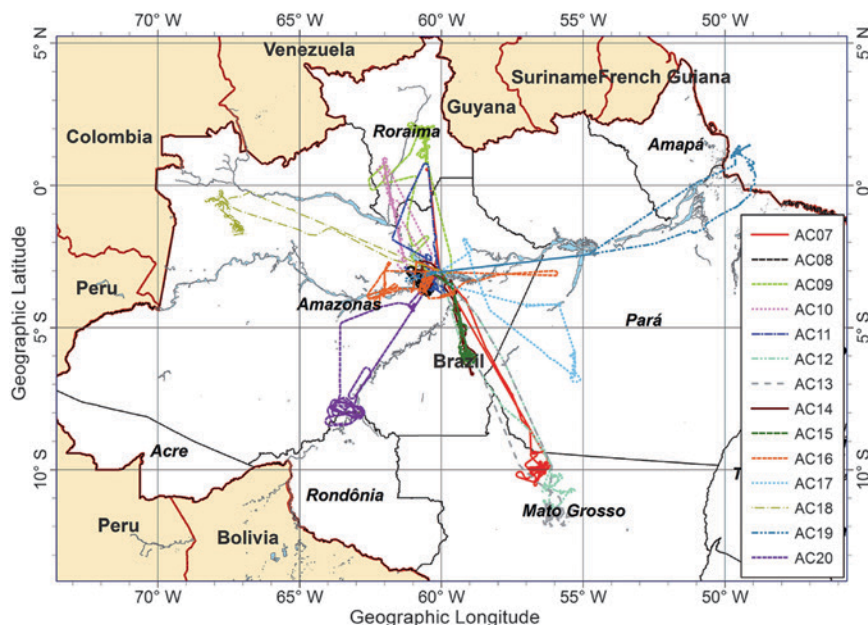 70° W 65° W 60° W 55° W 50° W
5° N 5° N
Venezuela
Suriname French Guiana
Guyana
Colombia
Roraima
Amapá
0° 0°
Peru
Amazonas
5° S
Pará
Brazil
Acre
10° S
T
Rondônia
Mato Grosso
Peru
Bolivia
AC07
AC08
AC09
AC10
AC11
AC12
AC13
AC14
AC15
AC16
AC17
AC18
AC19
AC20
70° W 65° W 60° W 55° W 50° W
Geographic Longitude
Geographic Latitude